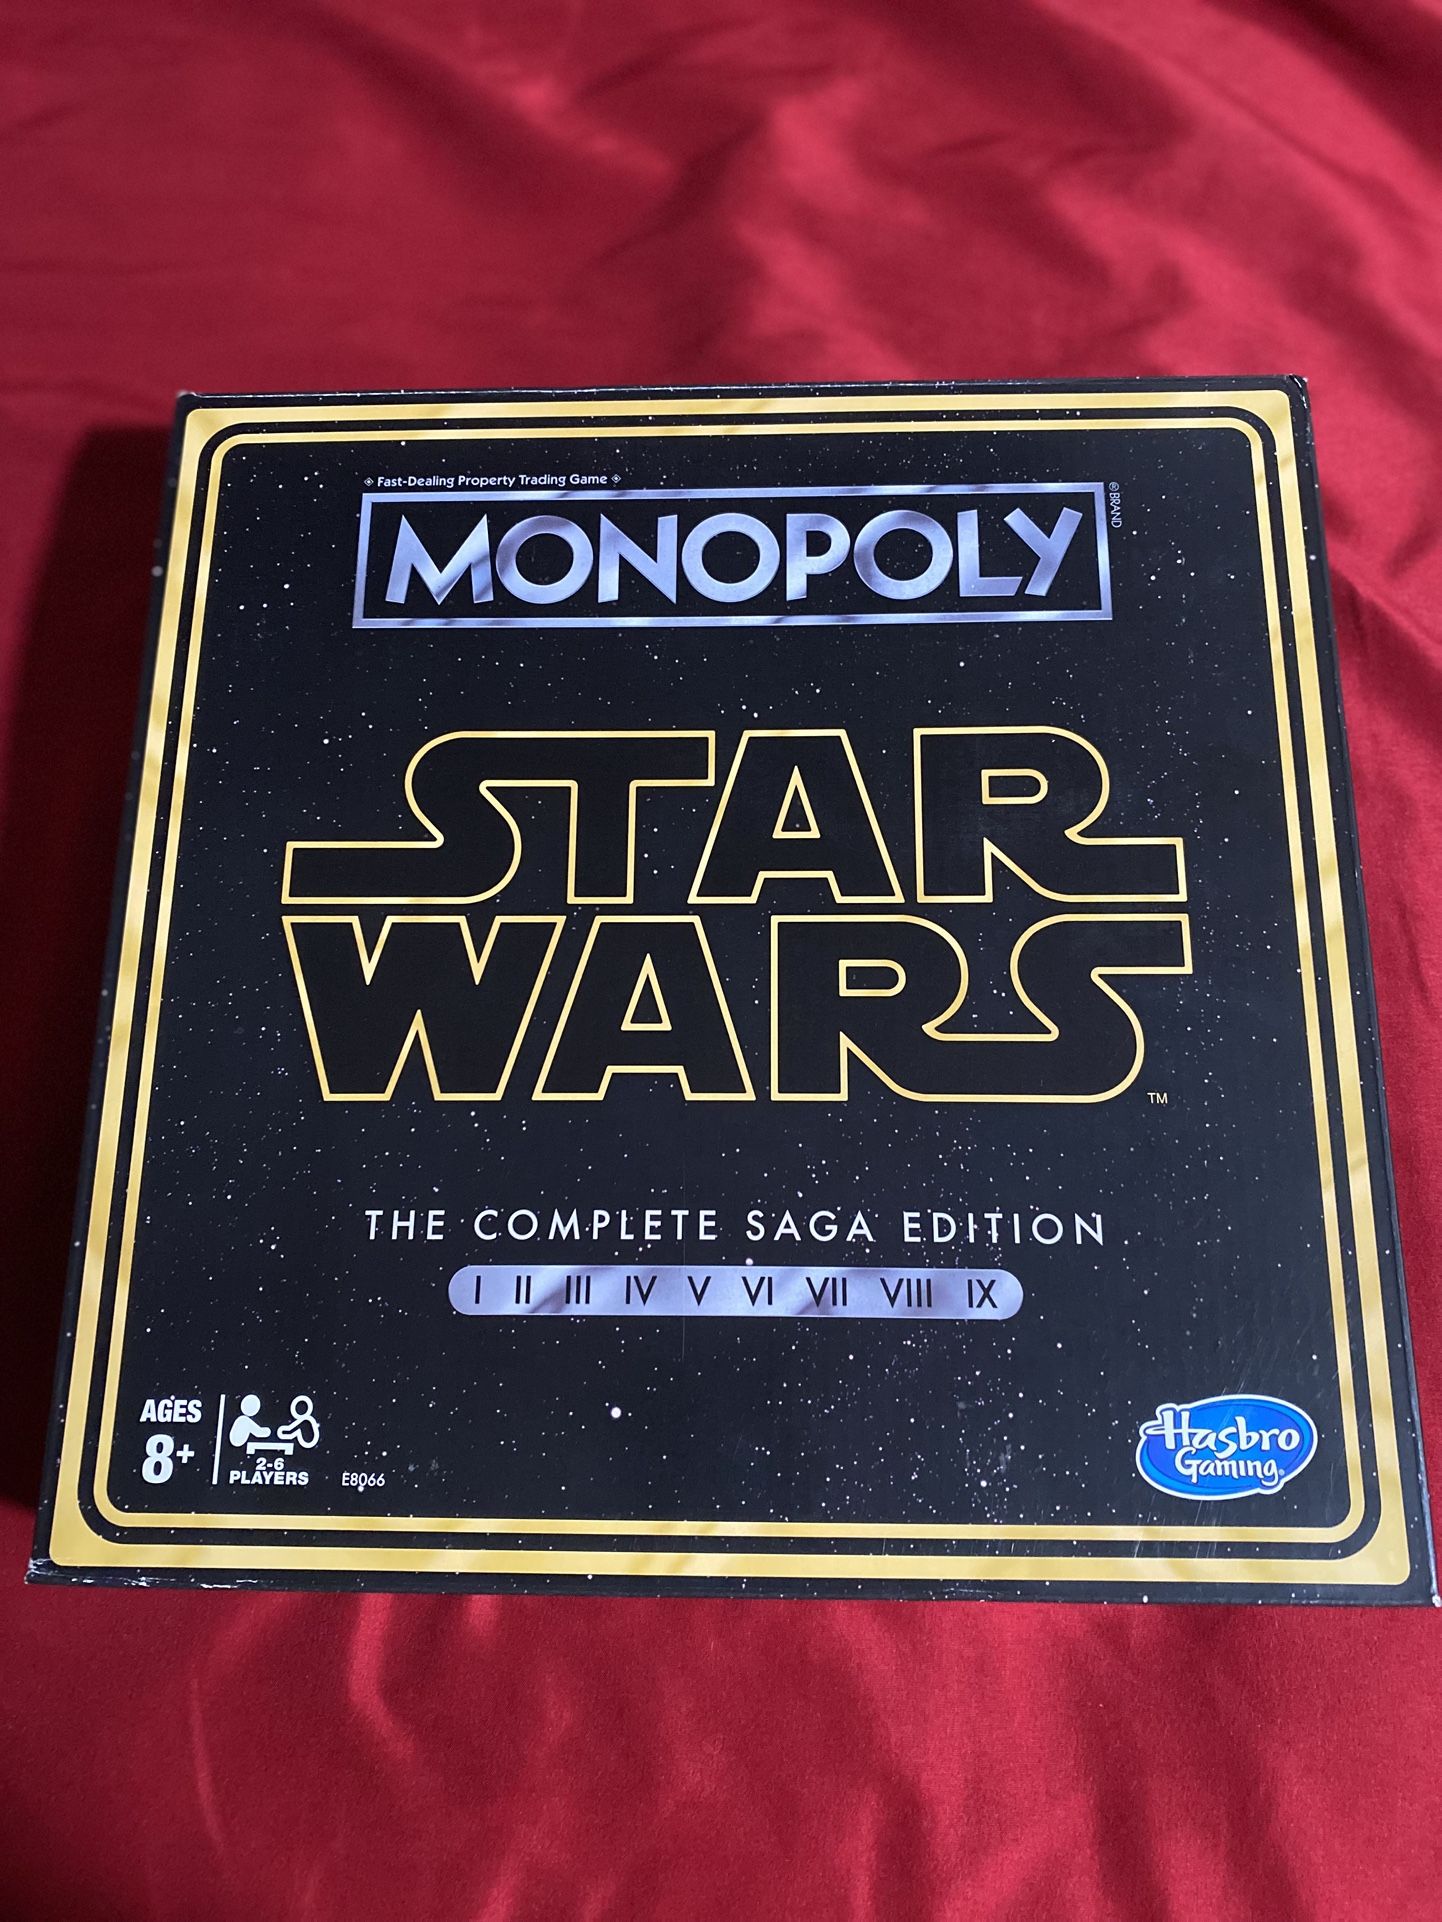 Fast-Dealing Property Trading Game
MONOPOLY
® BRAND
STAR
WARS
TM
THE COMPLETE SAGA EDITION
I II III IV V VI VII VIII IX
AGES
8+
2-6
PLAYERS
E8066
Hasbro
Gaming